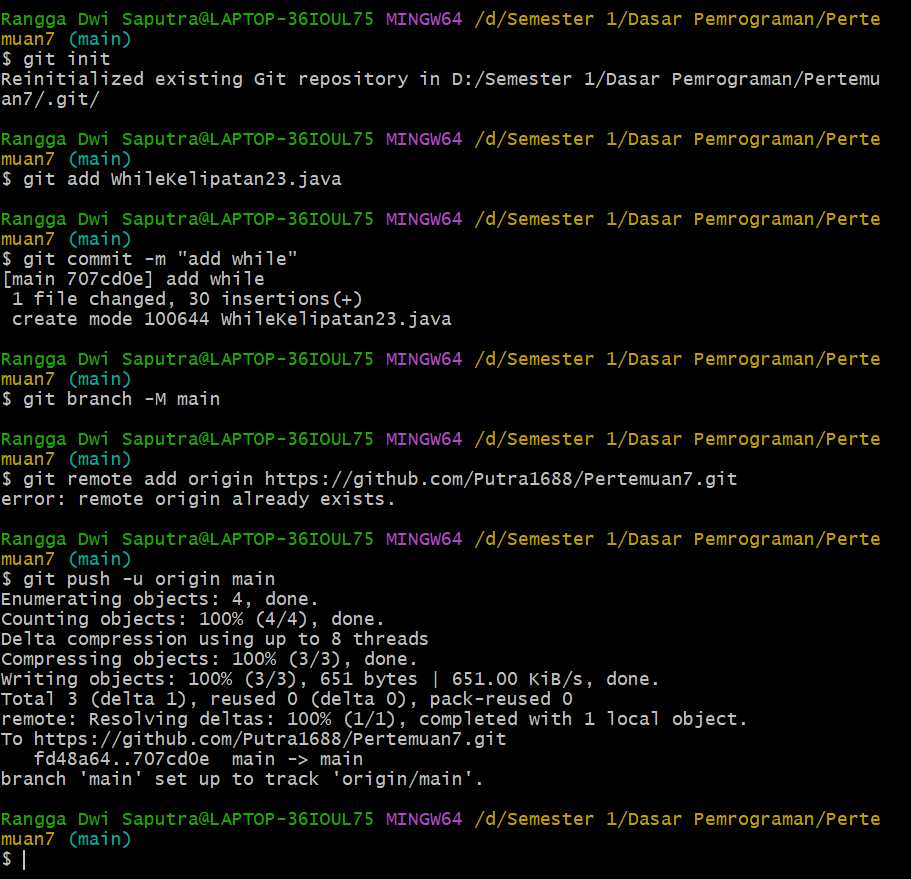 Rangga Dwi Saputra@LAPTOP-36IOUL75 MINGW64 /d/Semester 1/Dasar Pemrograman/Perte
muan7 (main)
$ git init
Reinitialized existing Git repository in D:/Semester 1/Dasar Pemrograman/Pertemu
an7/.git/
Rangga Dwi Saputra@LAPTOP-36IOUL75 MINGW64 /d/Semester 1/Dasar Pemrograman/Perte
muan7 (main)
$ git add WhileKelipatan23.java
Rangga Dwi Saputra@LAPTOP-36IOUL75 MINGW64 /d/Semester 1/Dasar Pemrograman/Perte
muan7 (main)
$ git commit -m "add while"
[main 707cd0e] add while
 1 file changed, 30 insertions(+)
 create mode 100644 WhileKelipatan23.java
Rangga Dwi Saputra@LAPTOP-36IOUL75 MINGW64 /d/Semester 1/Dasar Pemrograman/Perte
muan7 (main)
$ git branch -M main
Rangga Dwi Saputra@LAPTOP-36IOUL75 MINGW64 /d/Semester 1/Dasar Pemrograman/Perte
muan7 (main)
$ git remote add origin https://github.com/Putra1688/Pertemuan7.git
error: remote origin already exists.
Rangga Dwi Saputra@LAPTOP-36IOUL75 MINGW64 /d/Semester 1/Dasar Pemrograman/Perte
muan7 (main)
$ git push -u origin main
Enumerating objects: 4, done.
Counting objects: 100% (4/4), done.
Delta compression using up to 8 threads
Compressing objects: 100% (3/3), done.
Writing objects: 100% (3/3), 651 bytes | 651.00 KiB/s, done.
Total 3 (delta 1), reused 0 (delta 0), pack-reused 0
remote: Resolving deltas: 100% (1/1), completed with 1 local object.
To https://github.com/Putra1688/Pertemuan7.git
   fd48a64..707cd0e  main -> main
branch 'main' set up to track 'origin/main'.
Rangga Dwi Saputra@LAPTOP-36IOUL75 MINGW64 /d/Semester 1/Dasar Pemrograman/Perte
muan7 (main)
$